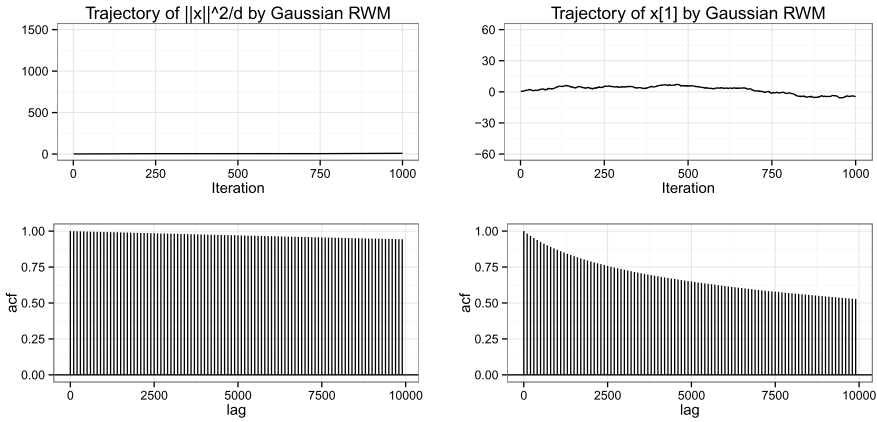 Trajectory of ||x||^2/d by Gaussian RWM
1500
1000
500
0
0 250 500 750 1000
Iteration
Trajectory of x[1] by Gaussian RWM
60
30
0
−30
−60
0 250 500 750 1000
Iteration
acf
1.00
0.75
0.50
0.25
0.00
0 2500 5000 7500 10000
lag
acf
1.00
0.75
0.50
0.25
0.00
0 2500 5000 7500 10000
lag